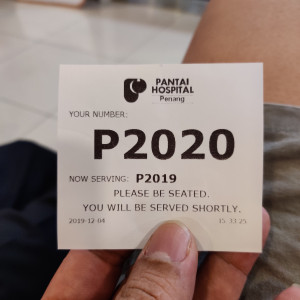 PANTAI
HOSPITAL
Penang
YOUR NUMBER:
P2020
NOW SERVING: P2019
PLEASE BE SEATED.
YOU WILL BE SERVED SHORTLY.
2019-12-04 15:33:25